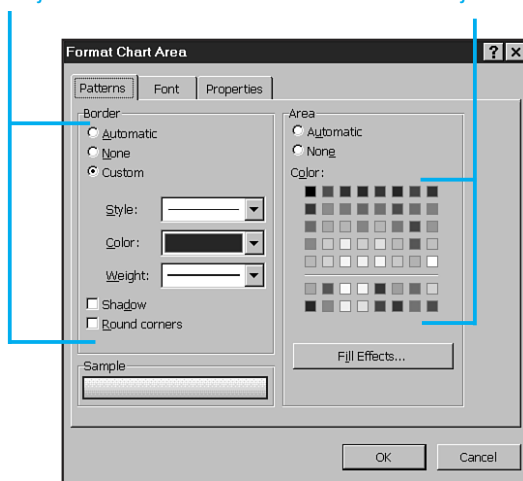 Format Chart Area
? ×
Patterns
Font
Properties
Border
Automatic
None
Custom
Style:
Color:
Weight:
Shadow
Round corners
Sample
Area
Automatic
None
Color:
Fill Effects...
OK
Cancel